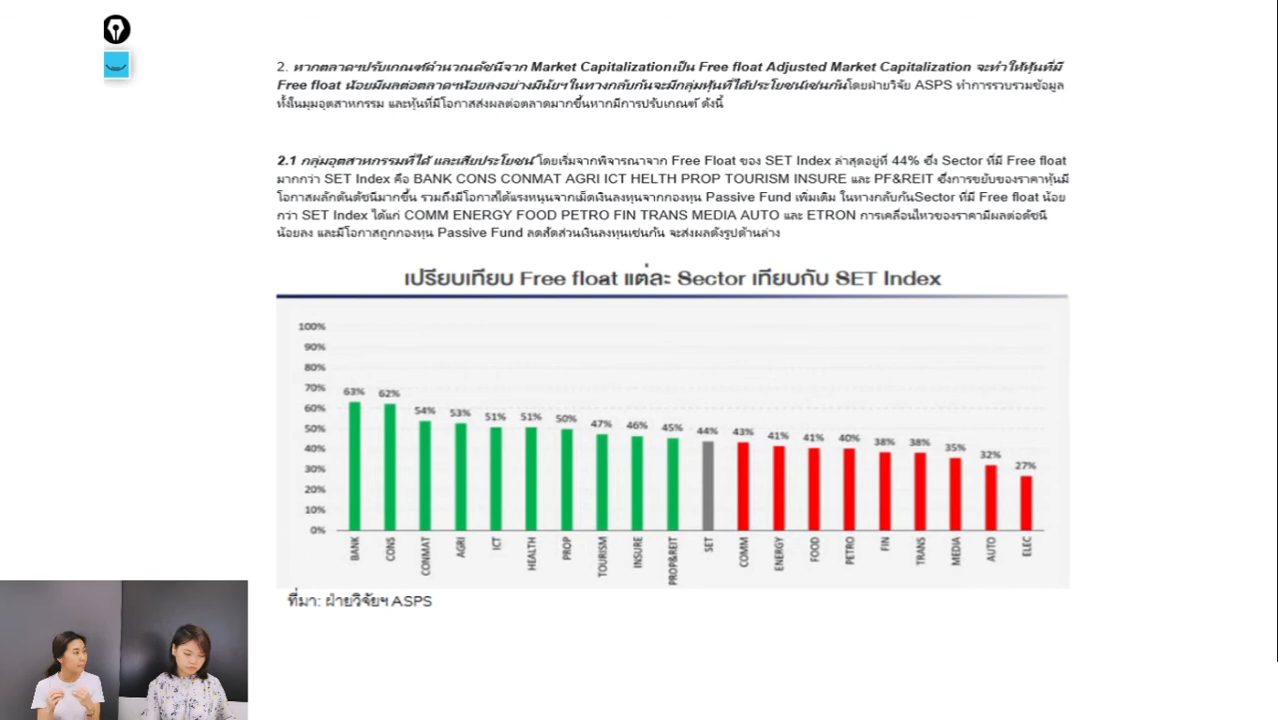 2. หากตลาดฯปรับเกณฑ์คำนวณดัชนีจาก Market Capitalizationเป็น Free float Adjusted Market Capitalization จะทำให้หุ้นที่มี
Free float น้อยมีผลต่อตลาดฯน้อยลงอย่างมีนัยฯในทางกลับกันจะมีกลุ่มหุ้นที่ได้ประโยชน์เช่นกันโดยฝ่ายวิจัย ASPS ทำการรวบรวมข้อมูล
ทั้งในมุมอุตสาหกรรม และหุ้นที่มีโอกาสส่งผลต่อตลาดมากขึ้นหากมีการปรับเกณฑ์ ดังนี้
2.1 กลุ่มอุตสาหกรรมที่ได้ และเสียประโยชน์ โดยเริ่มจากพิจารณาจาก Free Float ของ SET Index ล่าสุดอยู่ที่ 44% ซึ่ง Sector ที่มี Free float
มากกว่า SET Index คือ BANK CONS CONMAT AGRI ICT HELTH PROP TOURISM INSURE และ PF&REIT ซึ่งการขยับของราคาหุ้นมี
โอกาสผลักดันดัชนีมากขึ้น รวมถึงมีโอกาสได้แรงหนุนจากเม็ดเงินลงทุนจากกองทุน Passive Fund เพิ่มเติม ในทางกลับกันSector ที่มี Free float น้อย
กว่า SET Index ได้แก่ COMM ENERGY FOOD PETRO FIN TRANS MEDIA AUTO และ ETRON การเคลื่อนไหวของราคามีผลต่อดัชนี
น้อยลง และมีโอกาสถูกกองทุน Passive Fund ลดสัดส่วนเงินลงทุนเช่นกัน จะส่งผลดังรูปด้านล่าง
เปรียบเทียบ Free float แต่ละ Sector เทียบกับ SET Index
100%
90%
80%
70%
60%
50%
40%
30%
20%
10%
0%
63% 62% 54% 53% 51% 51% 50% 47% 46% 45% 44% 43% 41% 41% 40% 38% 38% 35% 32% 27%
BANK CONS CONMAT AGRI ICT HEALTH PROP TOURISM INSURE PROP&REIT SET COMM ENERGY FOOD PETRO FIN TRANS MEDIA AUTO ELEC
ที่มา: ฝ่ายวิจัยฯ ASPS